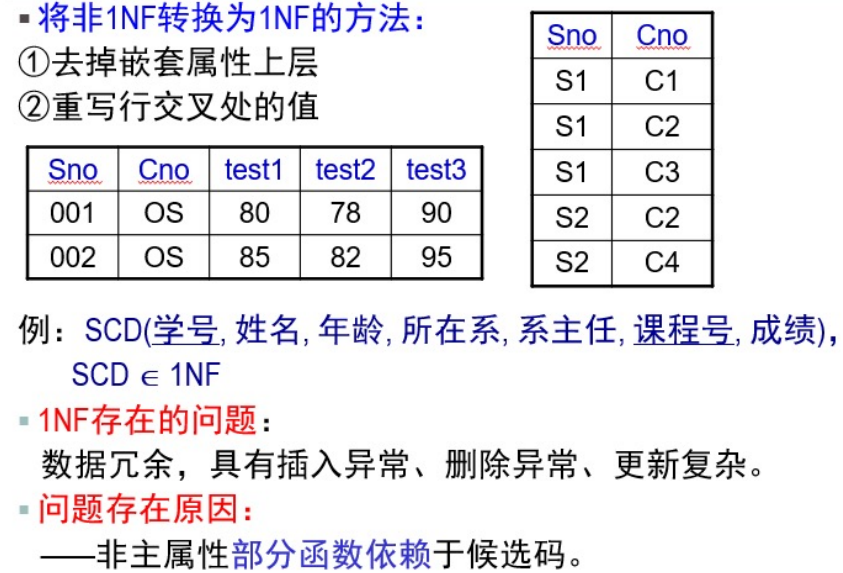 ▪将非1NF转换为1NF的方法：
①去掉嵌套属性上层
②重写行交叉处的值
Sno Cno test1 test2 test3
001 OS 80 78 90
002 OS 85 82 95
Sno Cno
S1 C1
S1 C2
S1 C3
S2 C2
S2 C4
例：SCD(学号, 姓名, 年龄, 所在系, 系主任, 课程号, 成绩)，
SCD ∈ 1NF
▪1NF存在的问题：
数据冗余，具有插入异常、删除异常、更新复杂。
▪问题存在原因：
——非主属性部分函数依赖于候选码。